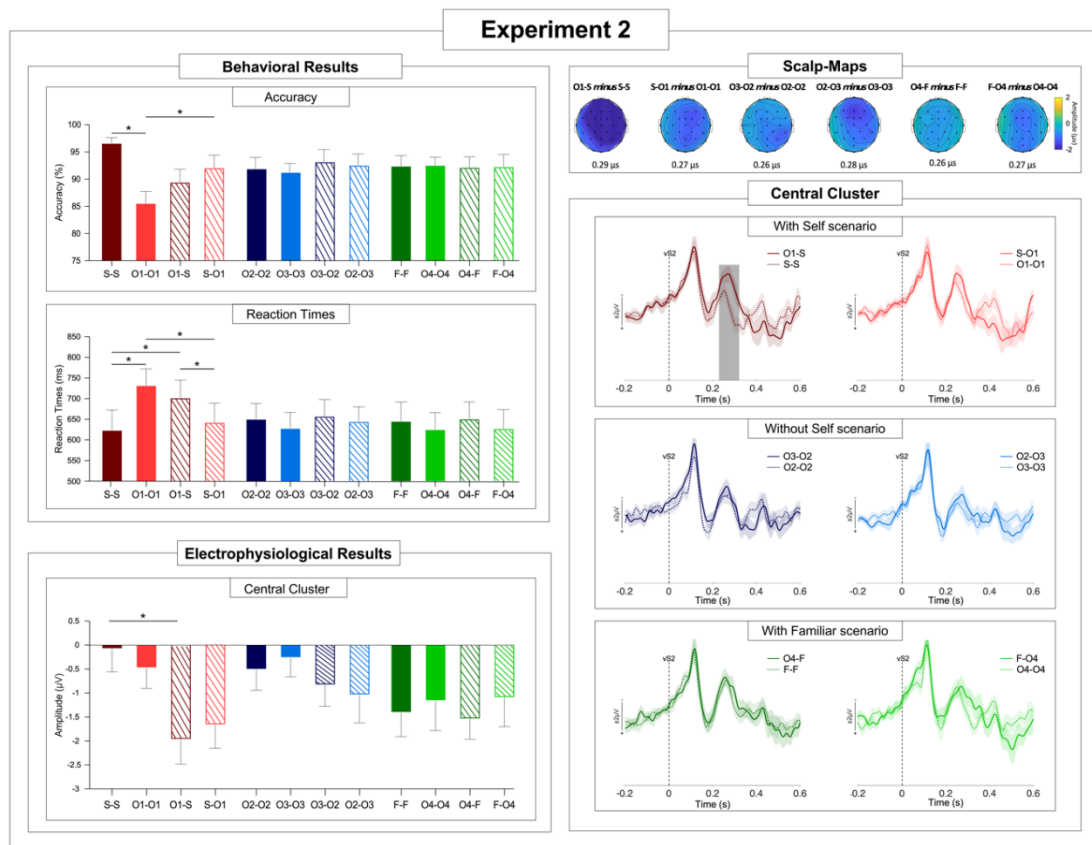 Experiment 2
Behavioral Results
Accuracy
100
95
90
85
80
75
Accuracy (%)
*
*
S-S O1-O1 O1-S S-O1 O2-O2 O3-O3 O3-O2 O2-O3 F-F O4-O4 O4-F F-O4
Reaction Times
850
800
750
700
650
600
550
500
Reaction Times (ms)
*
*
*
*
S-S O1-O1 O1-S S-O1 O2-O2 O3-O3 O3-O2 O2-O3 F-F O4-O4 O4-F F-O4
Electrophysiological Results
Central Cluster
0.5
0
-0.5
-1
-1.5
-2
-2.5
-3
Amplitude (μV)
*
S-S O1-O1 O1-S S-O1 O2-O2 O3-O3 O3-O2 O2-O3 F-F O4-O4 O4-F F-O4
Scalp-Maps
O1-S minus S-S S-O1 minus O1-O1 O3-O2 minus O2-O2 O2-O3 minus O3-O3 O4-F minus F-F F-O4 minus O4-O4
0.29 μs 0.27 μs 0.26 μs 0.28 μs 0.26 μs 0.27 μs
2
0
-2
Amplitude (μs)
Central Cluster
With Self scenario
vS2
O1-S
S-S
±2μV
-0.2 0 0.2 0.4 0.6
Time (s)
vS2
S-O1
O1-O1
±2μV
-0.2 0 0.2 0.4 0.6
Time (s)
Without Self scenario
vS2
O3-O2
O2-O2
±2μV
-0.2 0 0.2 0.4 0.6
Time (s)
vS2
O2-O3
O3-O3
±2μV
-0.2 0 0.2 0.4 0.6
Time (s)
With Familiar scenario
vS2
O4-F
F-F
±2μV
-0.2 0 0.2 0.4 0.6
Time (s)
vS2
F-O4
O4-O4
±2μV
-0.2 0 0.2 0.4 0.6
Time (s)